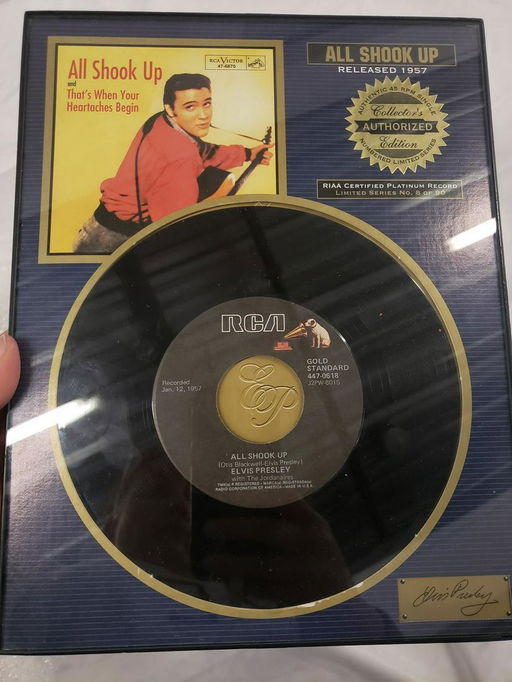 All Shook Up
and
That's When Your
Heartaches Begin
RCA VICTOR
47-6870
ALL SHOOK UP
RELEASED 1957
AUTHENTIC 45 RPM SINGLE
Collector's
AUTHORIZED
Edition
NUMBERED LIMITED SERIES
RIAA CERTIFIED PLATINUM RECORD
LIMITED SERIES NO. 8 OF 90
RCA
Recorded
Jan. 12, 1957
GOLD
STANDARD
447-0618
J2PW-8015
EP
ALL SHOOK UP
(Otis Blackwell-Elvis Presley)
ELVIS PRESLEY
with The Jordanaires
RADIO CORPORATION OF AMERICA—MADE IN U.S.A.
Elvis Presley